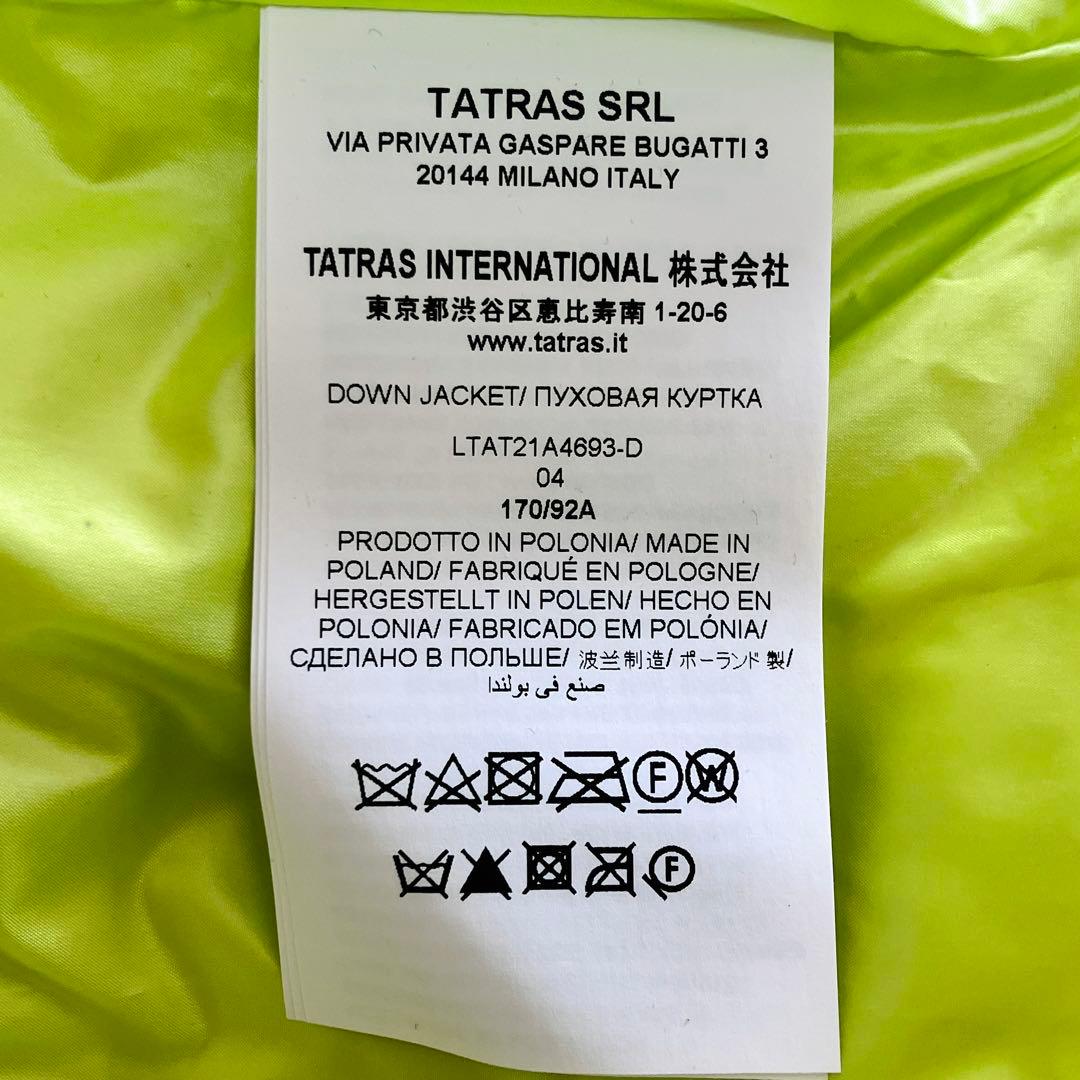 TATRAS SRL
VIA PRIVATA GASPARE BUGATTI 3
20144 MILANO ITALY
TATRAS INTERNATIONAL 株式会社
東京都渋谷区恵比寿南 1-20-6
www.tatras.it
DOWN JACKET/ ПУХОВАЯ КУРТКА
LTAT21A4693-D
04
170/92A
PRODOTTO IN POLONIA/ MADE IN
POLAND/ FABRIQUÉ EN POLOGNE/
HERGESTELLT IN POLEN/ HECHO EN
POLONIA/ FABRICADO EM POLÓNIA/
СДЕЛАНО В ПОЛЬШЕ/ 波兰制造/ ポーランド製/
صنع في بولندا
F W
F